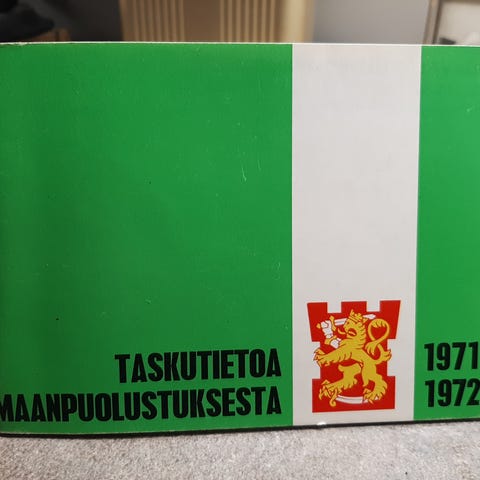 TASKUTIETOA
MAANPUOLUSTUKSESTA
1971
1972